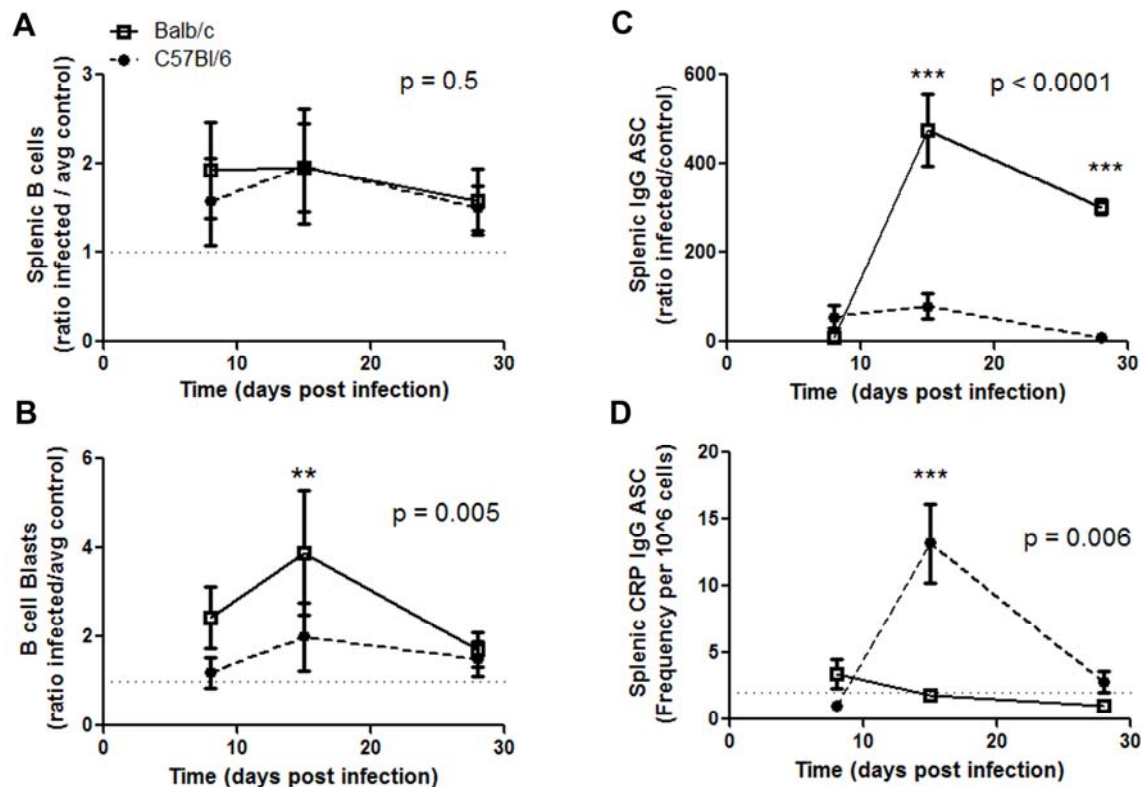 A
Balb/c
C57Bl/6
p = 0.5
3
2
1
0
Splenic B cells
(ratio infected / avg control)
0
10
20
30
Time (days post infection)
B
**
p = 0.005
6
4
2
0
B cell Blasts
(ratio infected/avg control)
0
10
20
30
Time (days post infection)
C
***
p < 0.0001
***
600
400
200
0
Splenic IgG ASC
(ratio infected/control)
0
10
20
30
Time (days post infection)
D
***
p = 0.006
20
15
10
5
0
Splenic CRP IgG ASC
(Frequency per 10^6 cells)
0
10
20
30
Time (days post infection)